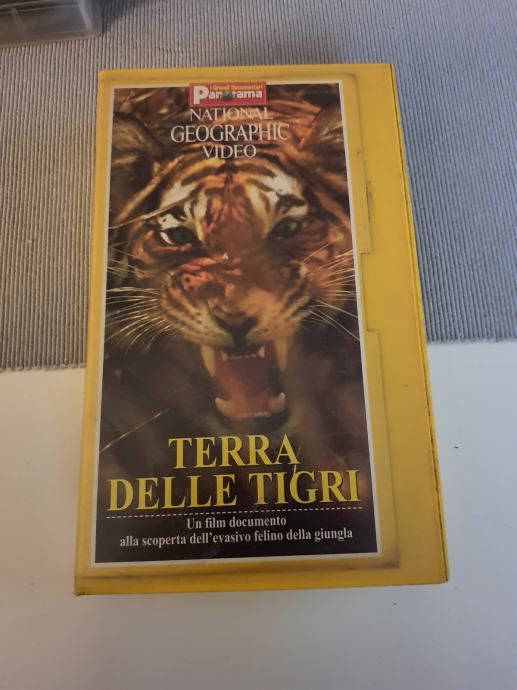 I Grandi Documentari
Panorama
NATIONAL
GEOGRAPHIC
VIDEO
TERRA
DELLE TIGRI
Un film documento
alla scoperta dell'evasivo felino della giungla